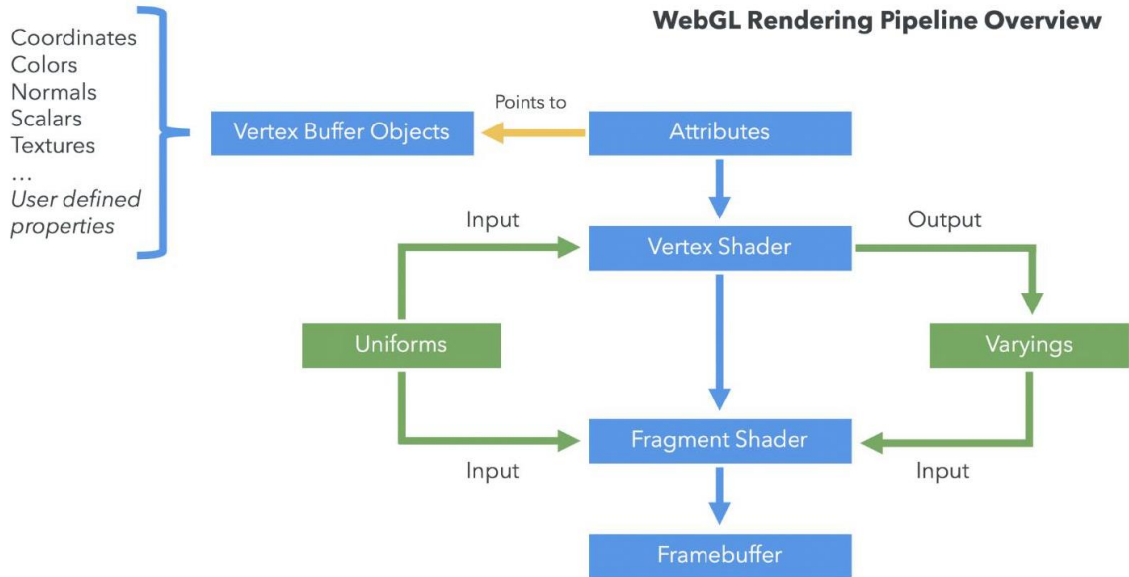 WebGL Rendering Pipeline Overview
Coordinates
Colors
Normals
Scalars
Textures
...
User defined
properties
Vertex Buffer Objects
Points to
Attributes
Input
Vertex Shader
Output
Uniforms
Varyings
Fragment Shader
Input
Input
Framebuffer